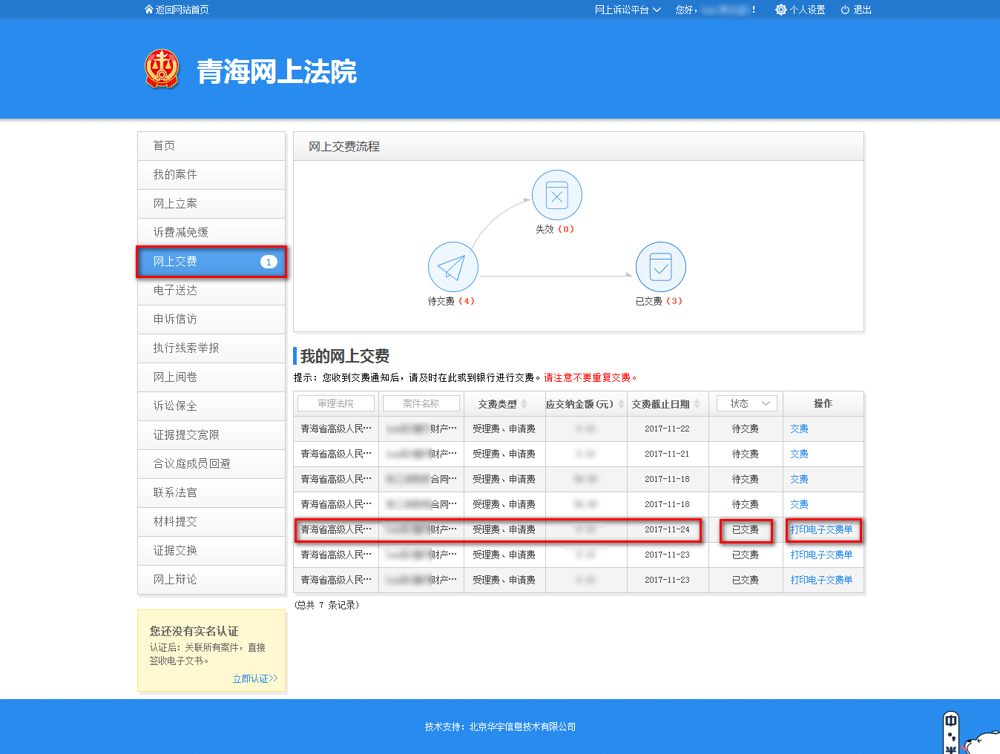 返回网站首页 网上诉讼平台 您好， ！ 个人设置 退出
青海网上法院
首页
我的案件
网上立案
诉费减免缓
网上交费 1
电子送达
申诉信访
执行线索举报
网上阅卷
诉讼保全
证据提交宽限
合议庭成员回避
联系法官
材料提交
证据交换
网上辩论
您还没有实名认证
认证后：关联所有案件，直接
签收电子文书。
立即认证>>
网上交费流程
失效（0）
待交费（4）
已交费（3）
我的网上交费
提示：您收到交费通知后，请及时在此或到银行进行交费。请注意不要重复交费。
审理法院 案件名称 交费类型 应交纳金额(元) 交费截止日期 状态 操作
青海省高级人民… 财产… 受理费、申请费 2017-11-22 待交费 交费
青海省高级人民… 财产… 受理费、申请费 2017-11-21 待交费 交费
青海省高级人民… 合同… 受理费、申请费 2017-11-18 待交费 交费
青海省高级人民… 合同… 受理费、申请费 2017-11-18 待交费 交费
青海省高级人民… 财产… 受理费、申请费 2017-11-24 已交费 打印电子交费单
青海省高级人民… 财产… 受理费、申请费 2017-11-23 已交费 打印电子交费单
青海省高级人民… 财产… 受理费、申请费 2017-11-23 已交费 打印电子交费单
(总共 7 条记录)
技术支持：北京华宇信息技术有限公司
中